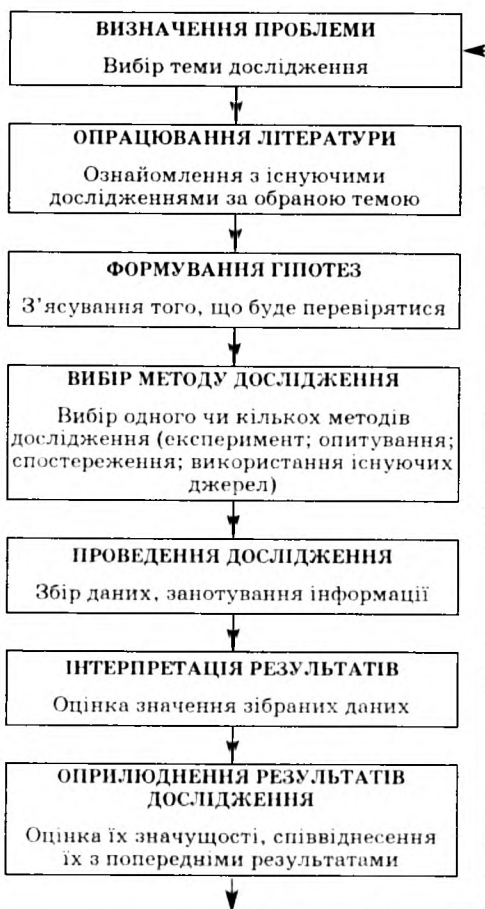 ВИЗНАЧЕННЯ ПРОБЛЕМИ
Вибір теми дослідження
ОПРАЦЮВАННЯ ЛІТЕРАТУРИ
Ознайомлення з існуючими
дослідженнями за обраною темою
ФОРМУВАННЯ ГІПОТЕЗ
З'ясування того, що буде перевірятися
ВИБІР МЕТОДУ ДОСЛІДЖЕННЯ
Вибір одного чи кількох методів
дослідження (експеримент; опитування;
спостереження; використання існуючих
джерел)
ПРОВЕДЕННЯ ДОСЛІДЖЕННЯ
Збір даних, занотування інформації
ІНТЕРПРЕТАЦІЯ РЕЗУЛЬТАТІВ
Оцінка значення зібраних даних
ОПРИЛЮДНЕННЯ РЕЗУЛЬТАТІВ
ДОСЛІДЖЕННЯ
Оцінка їх значущості, співвіднесення
їх з попередніми результатами